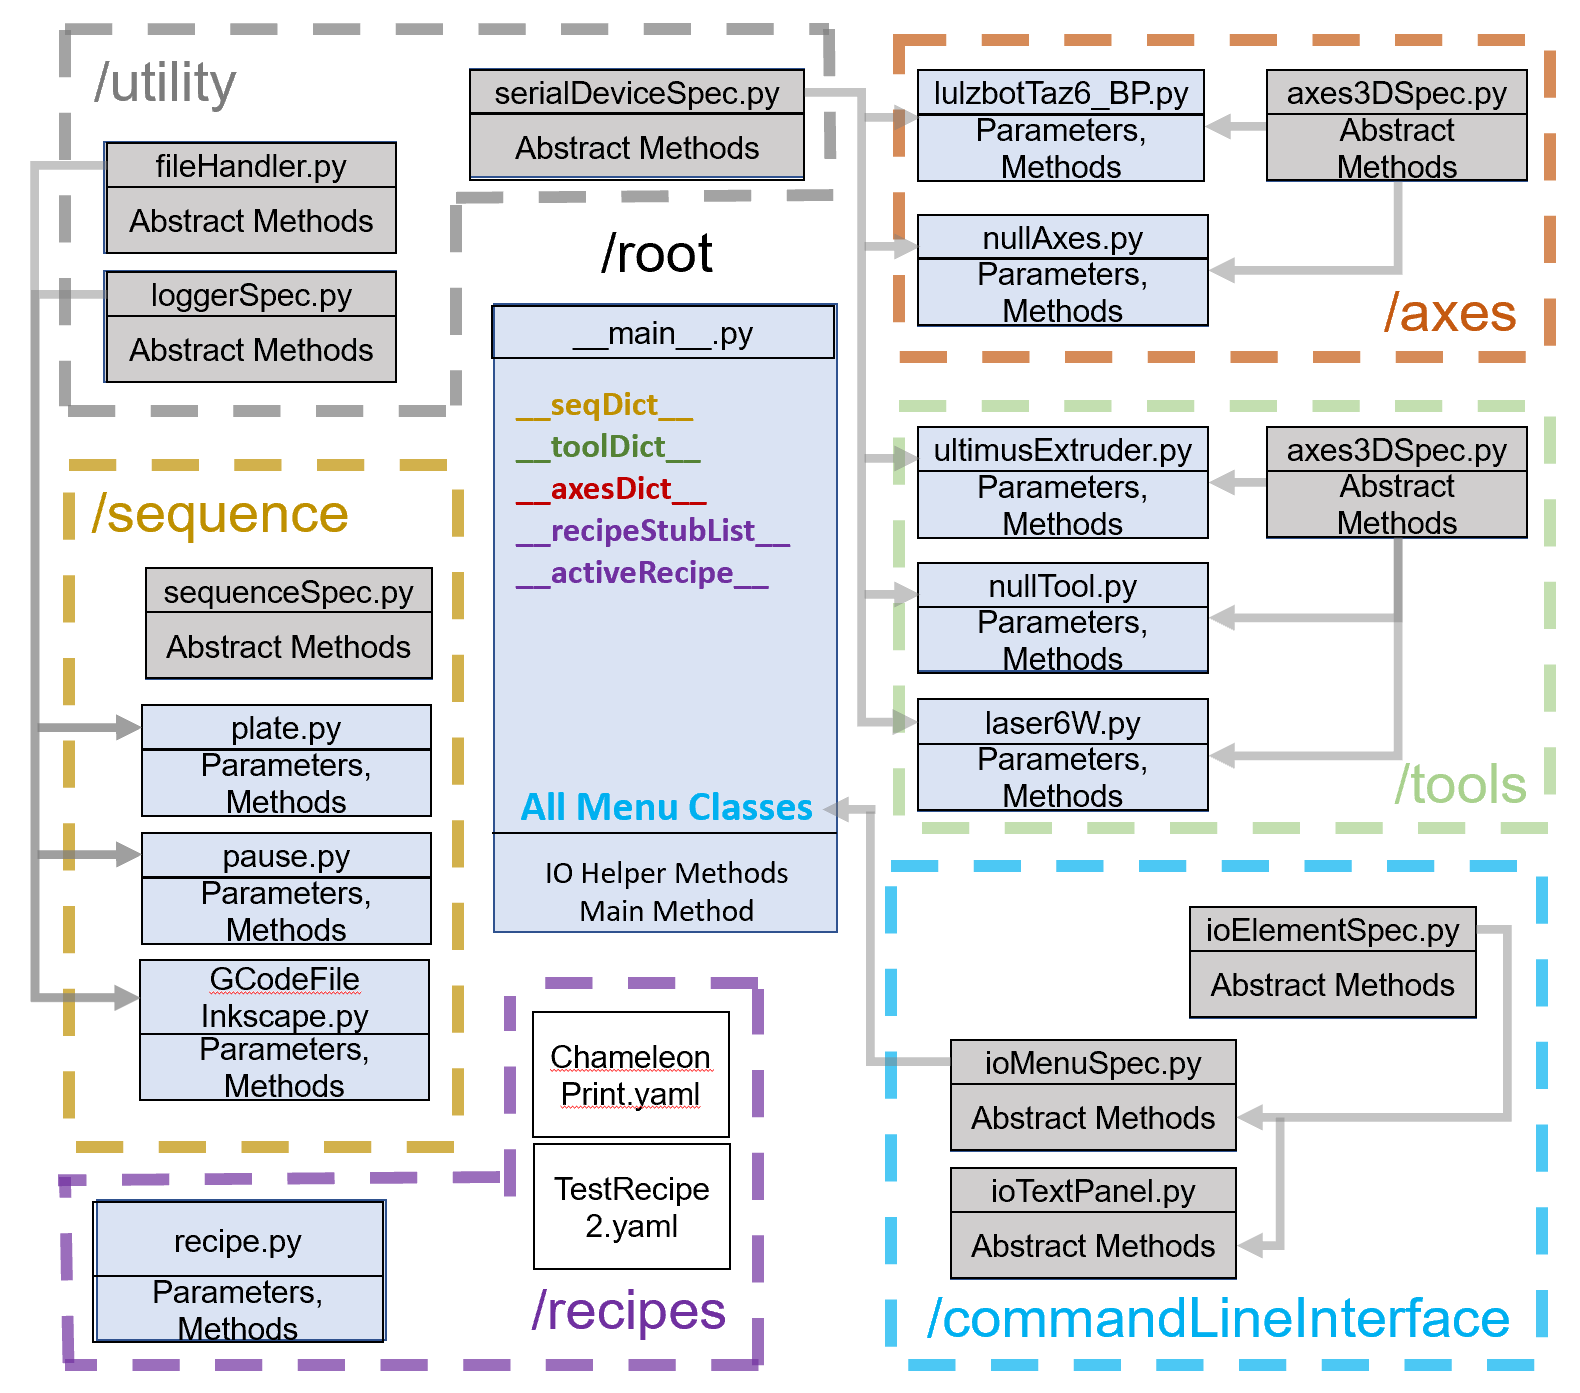 /utility
serialDeviceSpec.py
Abstract Methods
fileHandler.py
Abstract Methods
loggerSpec.py
Abstract Methods
/root
__main__.py
__seqDict__
__toolDict__
__axesDict__
__recipeStubList__
__activeRecipe__
All Menu Classes
IO Helper Methods
Main Method
lulzbotTaz6_BP.py
Parameters,
Methods
axes3DSpec.py
Abstract
Methods
nullAxes.py
Parameters,
Methods
/axes
ultimusExtruder.py
Parameters,
Methods
axes3DSpec.py
Abstract
Methods
nullTool.py
Parameters,
Methods
laser6W.py
Parameters,
Methods
/tools
/sequence
sequenceSpec.py
Abstract Methods
plate.py
Parameters,
Methods
pause.py
Parameters,
Methods
GCodeFile
Inkscape.py
Parameters,
Methods
Chameleon
Print.yaml
TestRecipe
2.yaml
recipe.py
Parameters,
Methods
/recipes
ioElementSpec.py
Abstract Methods
ioMenuSpec.py
Abstract Methods
ioTextPanel.py
Abstract Methods
/commandLineInterface